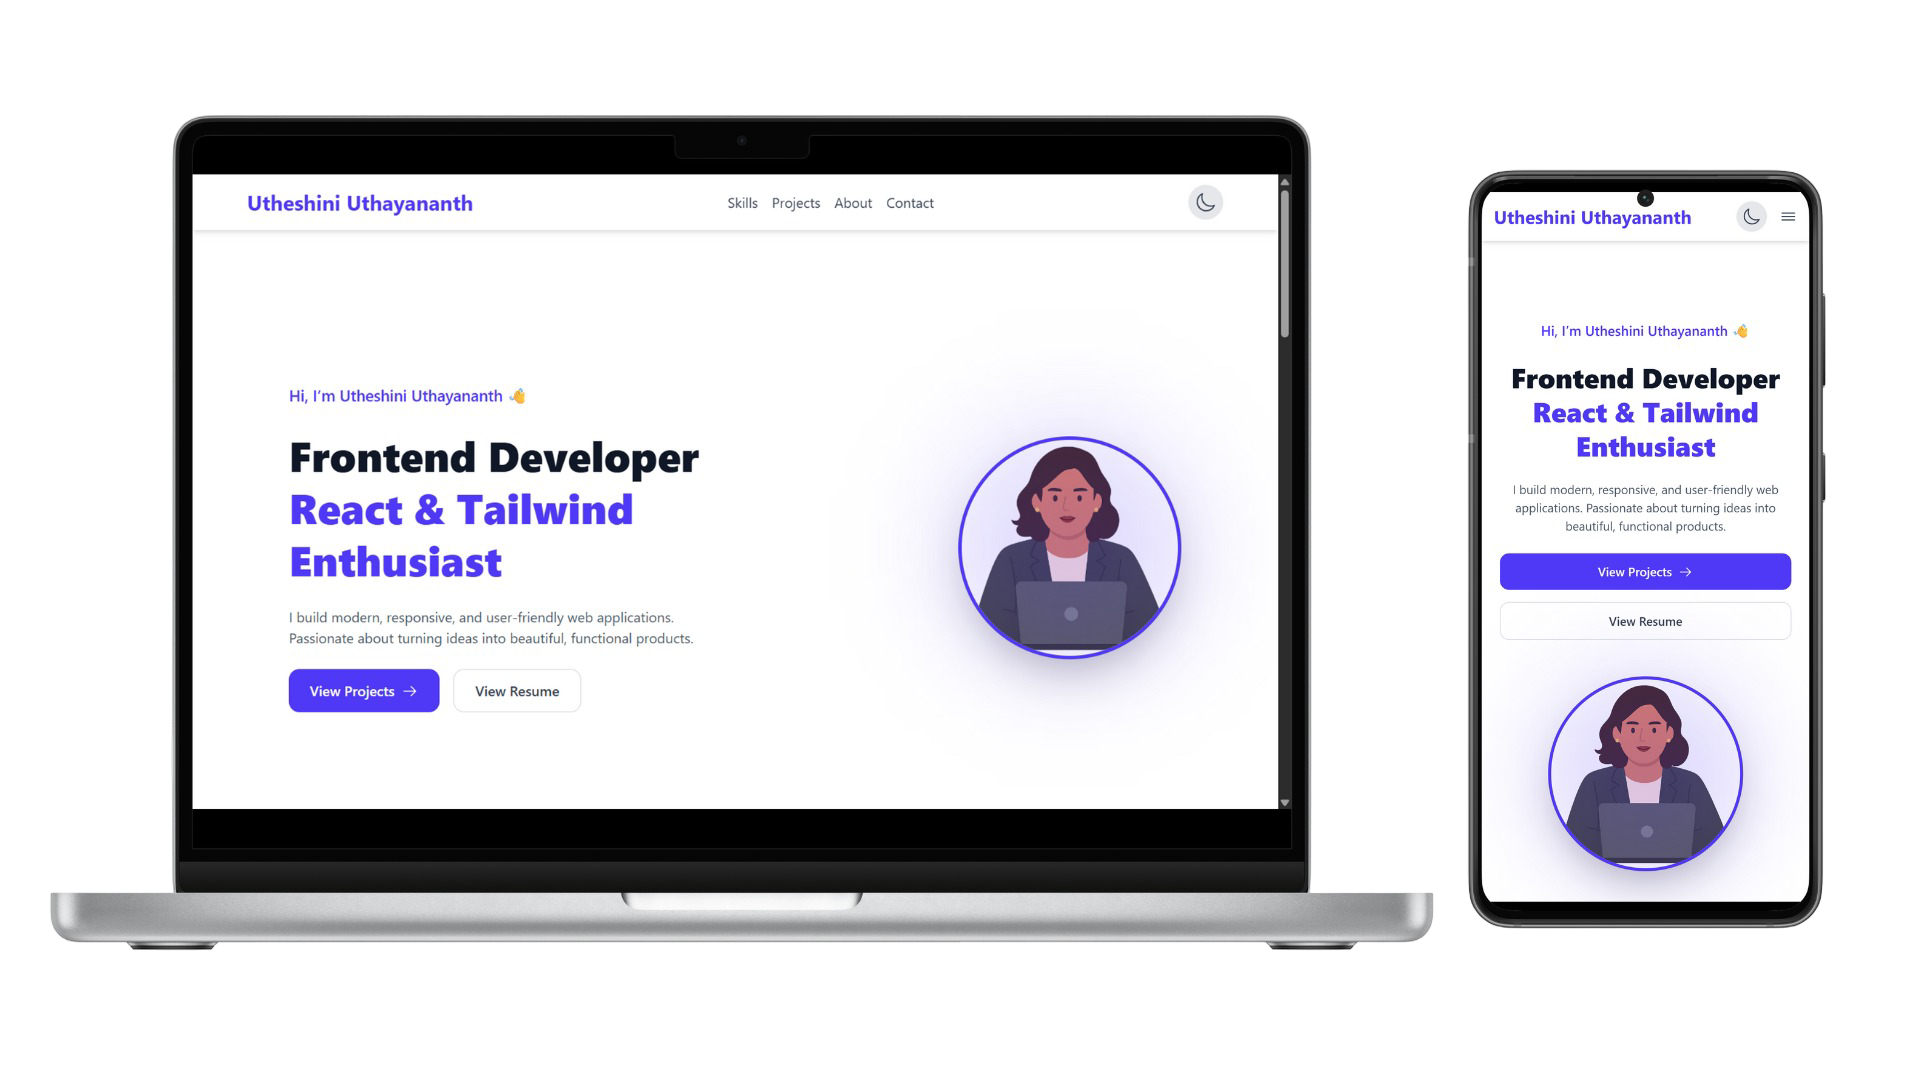 Utheshini Uthayananth
Skills Projects About Contact
Hi, I’m Utheshini Uthayananth 👋
Frontend Developer
React & Tailwind
Enthusiast
I build modern, responsive, and user-friendly web applications.
Passionate about turning ideas into beautiful, functional products.
View Projects →
View Resume
Utheshini Uthayananth
Hi, I’m Utheshini Uthayananth 👋
Frontend Developer
React & Tailwind
Enthusiast
I build modern, responsive, and user-friendly web
applications. Passionate about turning ideas into
beautiful, functional products.
View Projects →
View Resume